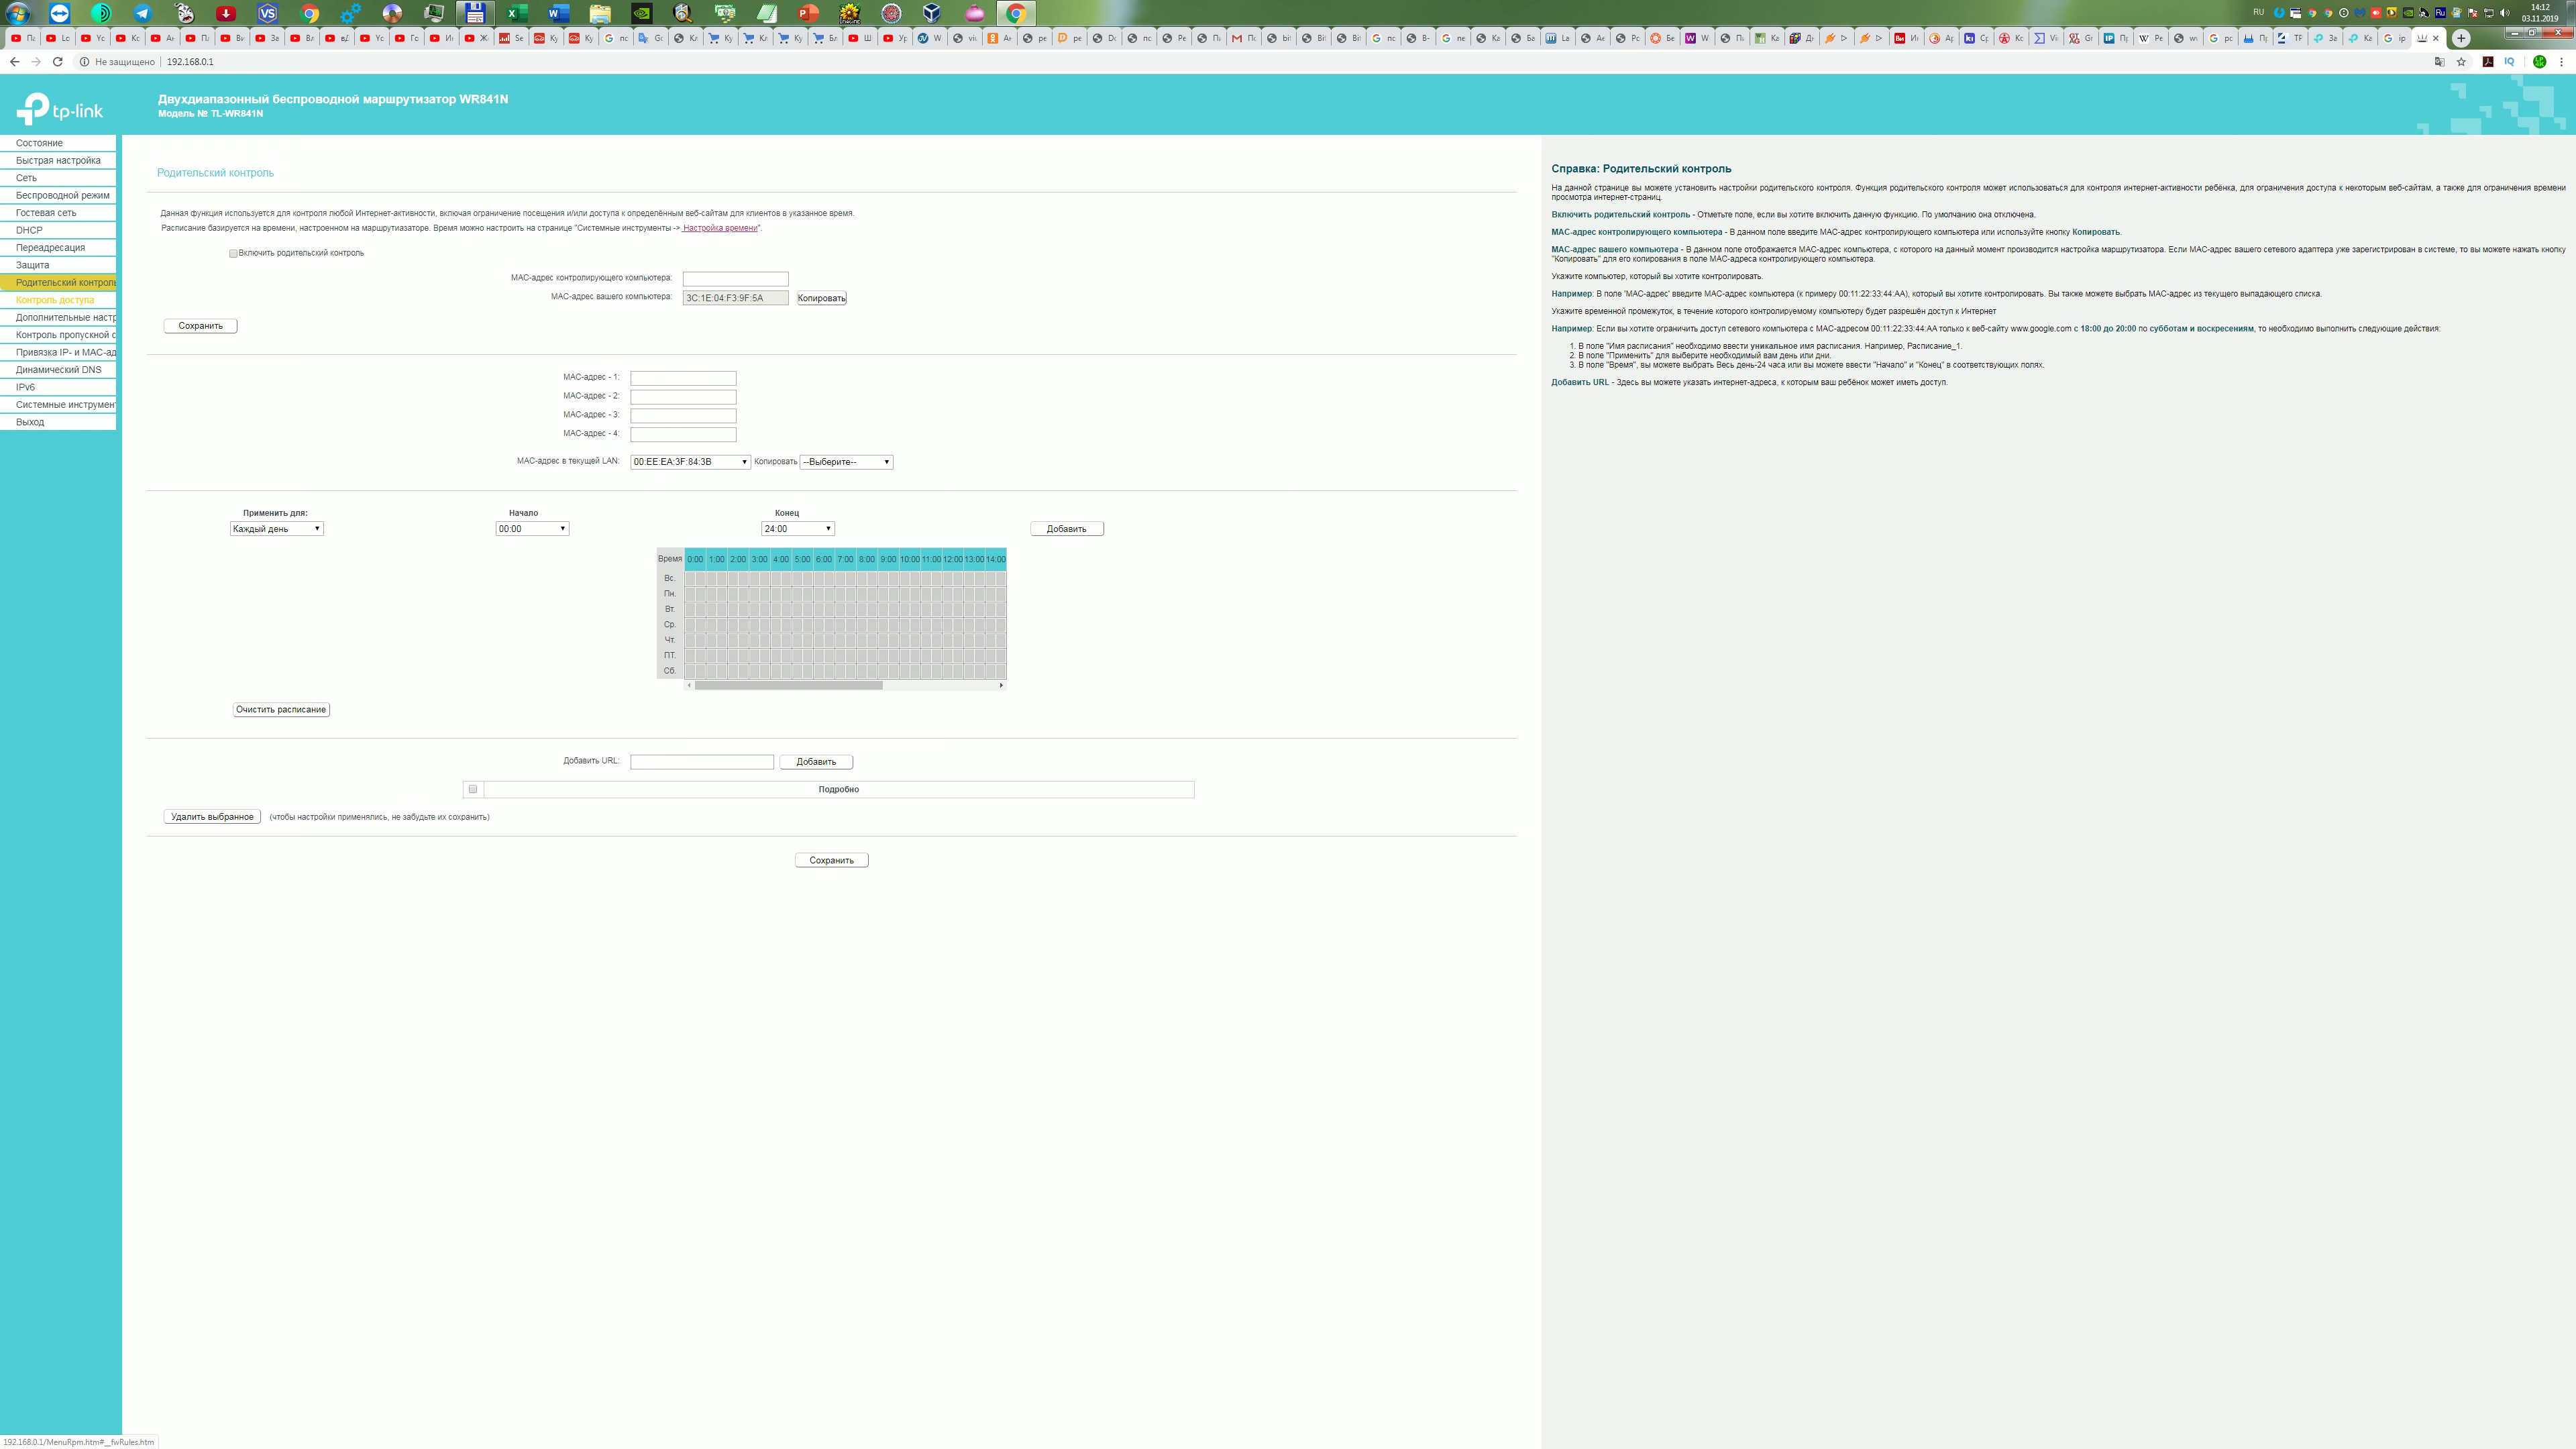 RU
14:12
03.11.2019
Не защищено
192.168.0.1
tp-link
Двухдиапазонный беспроводной маршрутизатор WR841N
Модель № TL-WR841N
Состояние
Быстрая настройка
Сеть
Беспроводной режим
Гостевая сеть
DHCP
Переадресация
Защита
Родительский контроль
Контроль доступа
Дополнительные настр
Контроль пропускной с
Привязка IP- и MAC-ад
Динамический DNS
IPv6
Системные инструмент
Выход
Родительский контроль
Данная функция используется для контроля любой Интернет-активности, включая ограничение посещения и/или доступа к определённым веб-сайтам для клиентов в указанное время.
Расписание базируется на времени, настроенном на маршрутизаторе. Время можно настроить на странице "Системные инструменты -> Настройка времени".
Включить родительский контроль
MAC-адрес контролирующего компьютера:
MAC-адрес вашего компьютера: 3C:1E:04:F3:9F:5A Копировать
Сохранить
MAC-адрес - 1:
MAC-адрес - 2:
MAC-адрес - 3:
MAC-адрес - 4:
MAC-адрес в текущей LAN: 00:EE:EA:3F:84:3B Копировать --Выберите--
Применить для: Начало Конец
Каждый день 00:00 24:00 Добавить
Время 0:00 1:00 2:00 3:00 4:00 5:00 6:00 7:00 8:00 9:00 10:00 11:00 12:00 13:00 14:00
Вс.
Пн.
Вт.
Ср.
Чт.
ПТ.
Сб.
Очистить расписание
Добавить URL: Добавить
Подробно
Удалить выбранное (чтобы настройки применялись, не забудьте их сохранить)
Сохранить
Справка: Родительский контроль
На данной странице вы можете установить настройки родительского контроля. Функция родительского контроля может использоваться для контроля интернет-активности ребёнка, для ограничения доступа к некоторым веб-сайтам, а также для ограничения времени
просмотра интернет-страниц.
Включить родительский контроль - Отметьте поле, если вы хотите включить данную функцию. По умолчанию она отключена.
MAC-адрес контролирующего компьютера - В данном поле введите MAC-адрес контролирующего компьютера или используйте кнопку Копировать.
MAC-адрес вашего компьютера - В данном поле отображается MAC-адрес компьютера, с которого на данный момент производится настройка маршрутизатора. Если MAC-адрес вашего сетевого адаптера уже зарегистрирован в системе, то вы можете нажать кнопку
"Копировать" для его копирования в поле MAC-адреса контролирующего компьютера.
Укажите компьютер, который вы хотите контролировать.
Например: В поле 'MAC-адрес' введите MAC-адрес компьютера (к примеру 00:11:22:33:44:AA), который вы хотите контролировать. Вы также можете выбрать MAC-адрес из текущего выпадающего списка.
Укажите временной промежуток, в течение которого контролируемому компьютеру будет разрешён доступ к Интернет
Например: Если вы хотите ограничить доступ сетевого компьютера с MAC-адресом 00:11:22:33:44:AA только к веб-сайту www.google.com с 18:00 до 20:00 по субботам и воскресениям, то необходимо выполнить следующие действия:
1. В поле "Имя расписания" необходимо ввести уникальное имя расписания. Например, Расписание_1.
2. В поле "Применить" для выберите необходимый вам день или дни.
3. В поле "Время", вы можете выбрать Весь день-24 часа или вы можете ввести "Начало" и "Конец" в соответствующих полях.
Добавить URL - Здесь вы можете указать интернет-адреса, к которым ваш ребёнок может иметь доступ.
192.168.0.1/MenuRpm.htm#__fwRules.htm